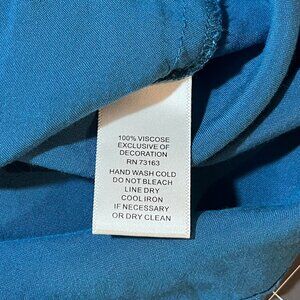 100% VISCOSE
EXCLUSIVE OF
DECORATION
RN 73163
HAND WASH COLD
DO NOT BLEACH
LINE DRY
COOL IRON
IF NECESSARY
OR DRY CLEAN